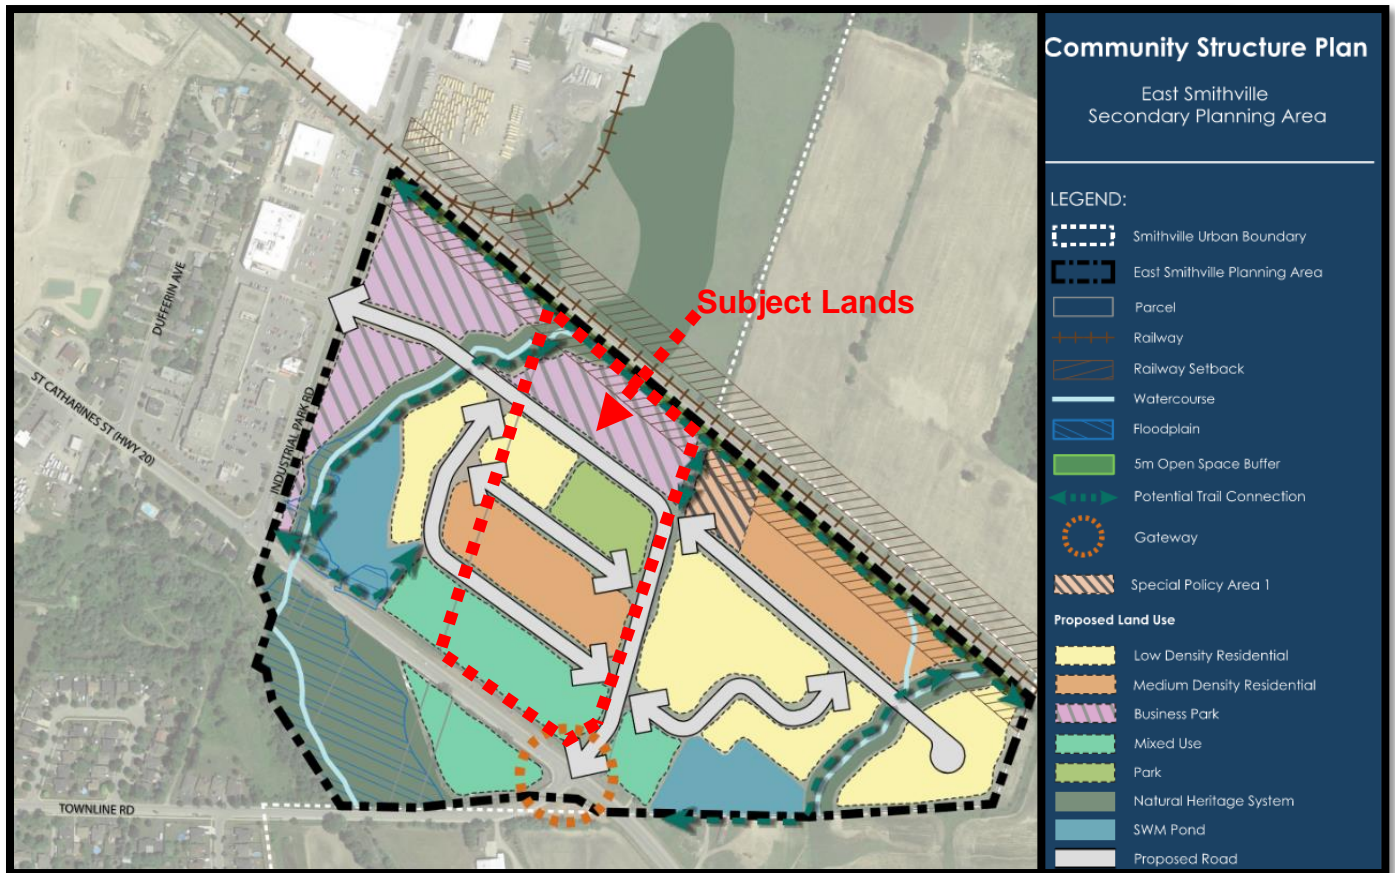 Community Structure Plan
East Smithville
Secondary Planning Area
LEGEND:
Smithville Urban Boundary
East Smithville Planning Area
Parcel
Railway
Railway Setback
Watercourse
Floodplain
5m Open Space Buffer
Potential Trail Connection
Gateway
Special Policy Area 1
Proposed Land Use
Low Density Residential
Medium Density Residential
Business Park
Mixed Use
Park
Natural Heritage System
SWM Pond
Proposed Road
Subject Lands
DUFFERIN AVE
ST CATHARINES ST (HWY 20)
INDUSTRIAL PARK RD
TOWNLINE RD